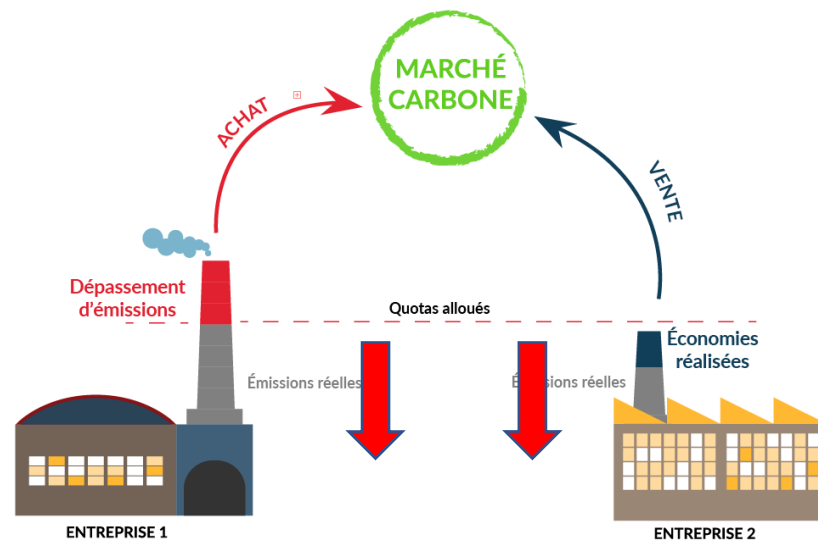 MARCHÉ
CARBONE
ACHAT
VENTE
Dépassement
d'émissions
Quotas alloués
Économies
réalisées
Émissions réelles
Émissions réelles
ENTREPRISE 1
ENTREPRISE 2